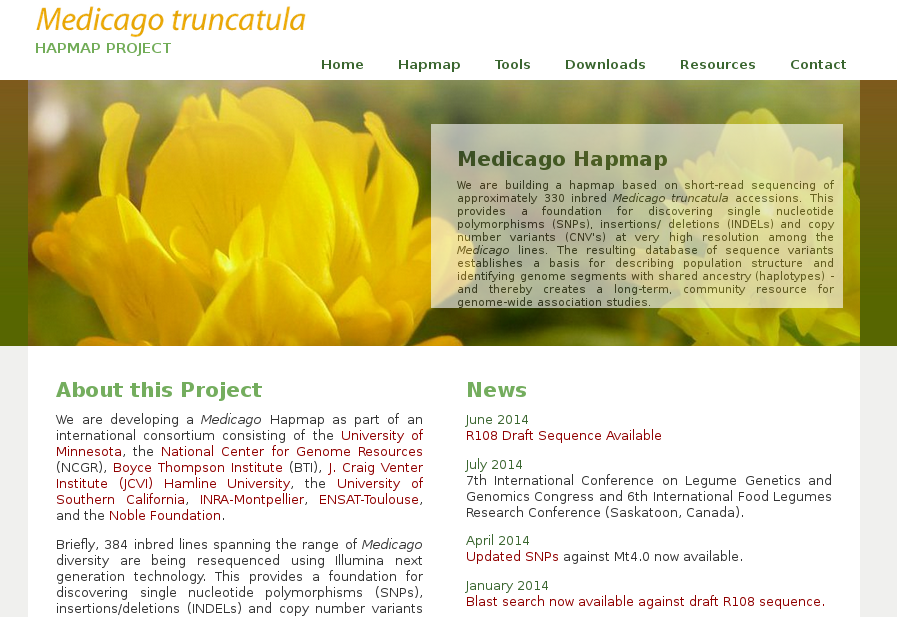 Medicago truncatula
HAPMAP PROJECT
Home Hapmap Tools Downloads Resources Contact
Medicago Hapmap
We are building a hapmap based on short-read sequencing of
approximately 330 inbred Medicago truncatula accessions. This
provides a foundation for discovering single nucleotide
polymorphisms (SNPs), insertions/ deletions (INDELs) and copy
number variants (CNV's) at very high resolution among the
Medicago lines. The resulting database of sequence variants
establishes a basis for describing population structure and
identifying genome segments with shared ancestry (haplotypes) -
and thereby creates a long-term, community resource for
genome-wide association studies.
About this Project
We are developing a Medicago Hapmap as part of an
international consortium consisting of the University of
Minnesota, the National Center for Genome Resources
(NCGR), Boyce Thompson Institute (BTI), J. Craig Venter
Institute (JCVI) Hamline University, the University of
Southern California, INRA-Montpellier, ENSAT-Toulouse,
and the Noble Foundation.
Briefly, 384 inbred lines spanning the range of Medicago
diversity are being resequenced using Illumina next
generation technology. This provides a foundation for
discovering single nucleotide polymorphisms (SNPs),
insertions/deletions (INDELs) and copy number variants
News
June 2014
R108 Draft Sequence Available
July 2014
7th International Conference on Legume Genetics and
Genomics Congress and 6th International Food Legumes
Research Conference (Saskatoon, Canada).
April 2014
Updated SNPs against Mt4.0 now available.
January 2014
Blast search now available against draft R108 sequence.